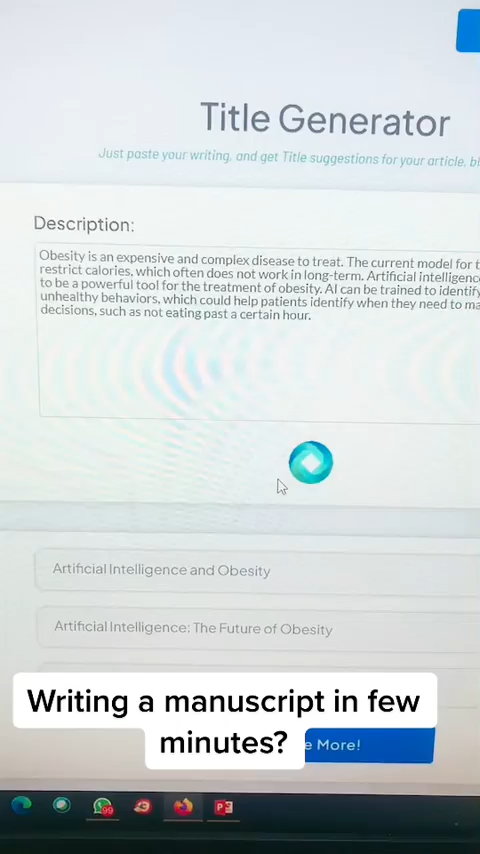 Title Generator
Just paste your writing, and get Title suggestions for your article,
Description:
Obesity is an expensive and complex disease to treat. The current model for
restrict calories, which often does not work in long-term. Artificial
to be a powerful tool for the treatment of obesity. AI can be trained to
unhealthy behaviors, which could help patients identify when they need to
decisions, such as not eating past a certain hour.
Artificial Intelligence and Obesity
Artificial Intelligence: The Future of Obesity
Writing a manuscript in few
minutes?
More!
99